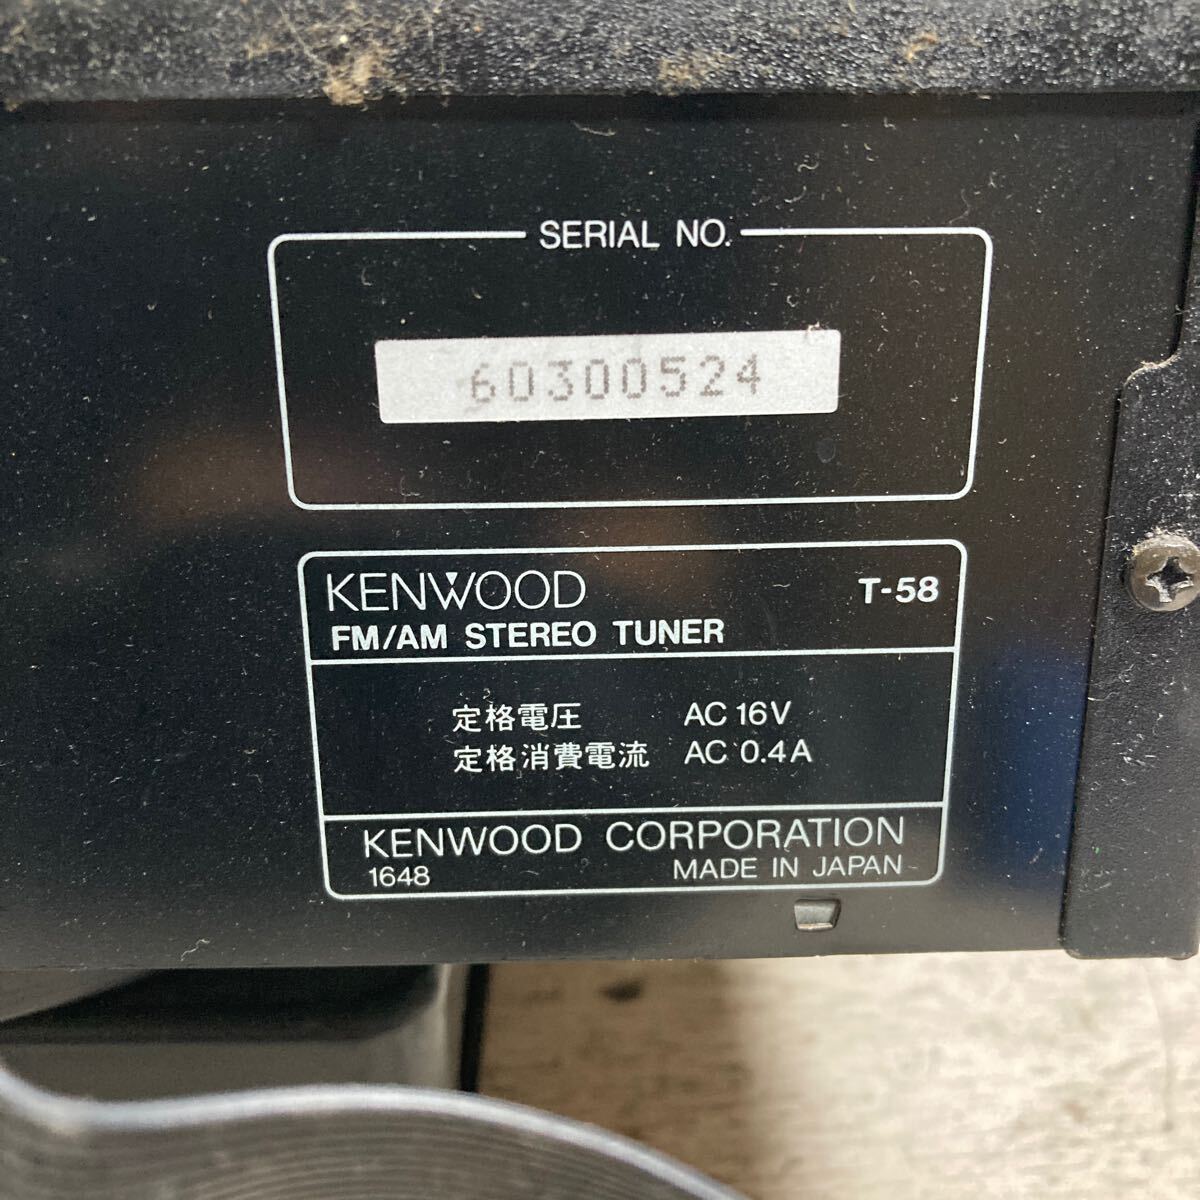 SERIAL NO.
60300524
KENWOOD T-58
FM/AM STEREO TUNER
定格電圧 AC 16V
定格消費電流 AC 0.4A
KENWOOD CORPORATION
1648 MADE IN JAPAN